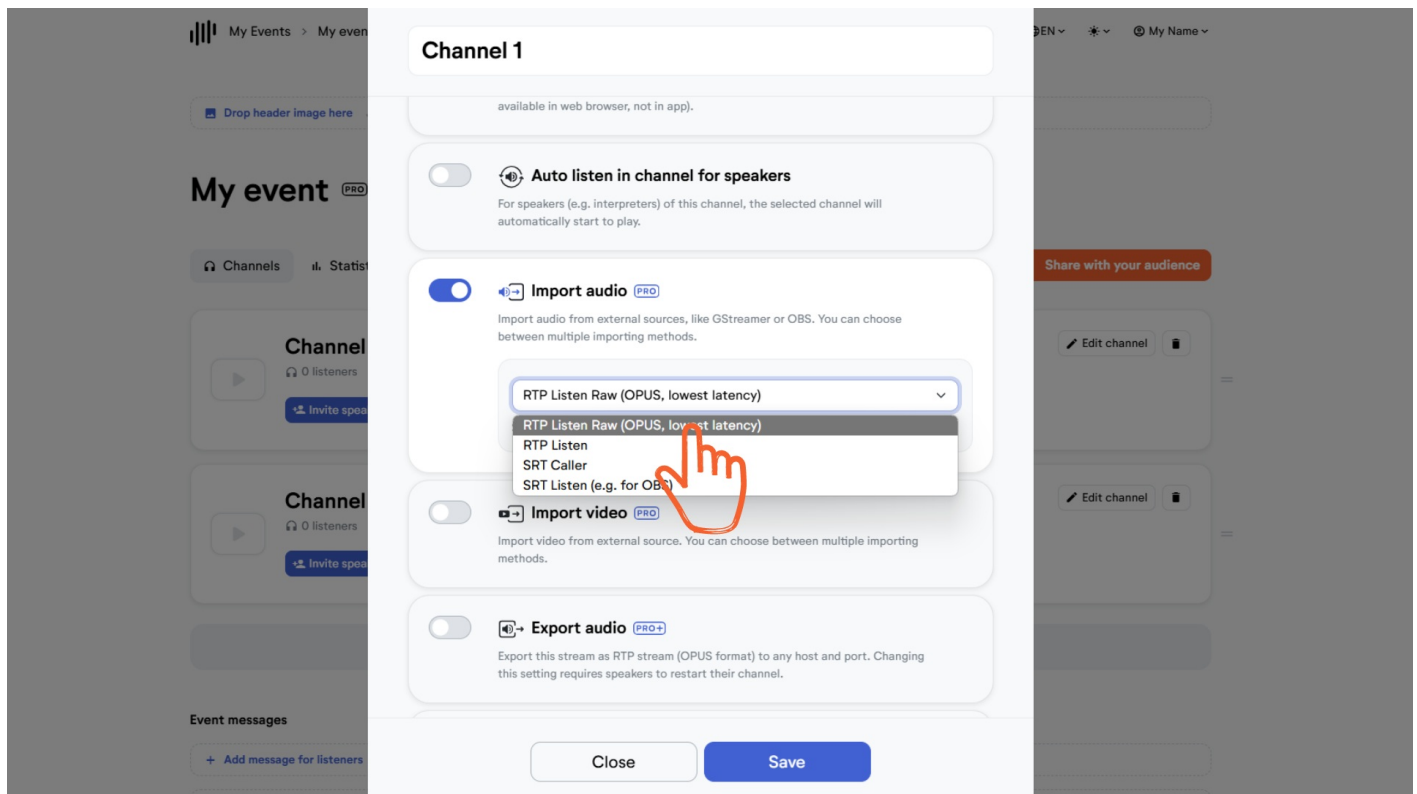 My Events > My even
EN
My Name
Channel 1
Drop header image here
available in web browser, not in app).
My event PRO
Auto listen in channel for speakers
For speakers (e.g. interpreters) of this channel, the selected channel will
automatically start to play.
Channels
Statist
Share with your audience
Import audio PRO
Import audio from external sources, like GStreamer or OBS. You can choose
between multiple importing methods.
Channel
0 listeners
Invite spea
Edit channel
RTP Listen Raw (OPUS, lowest latency)
RTP Listen Raw (OPUS, lowest latency)
RTP Listen
SRT Caller
SRT Listen (e.g. for OBS)
Channel
0 listeners
Invite spea
Edit channel
Import video PRO
Import video from external source. You can choose between multiple importing
methods.
Export audio PRO+
Export this stream as RTP stream (OPUS format) to any host and port. Changing
this setting requires speakers to restart their channel.
Event messages
+ Add message for listeners
Close
Save